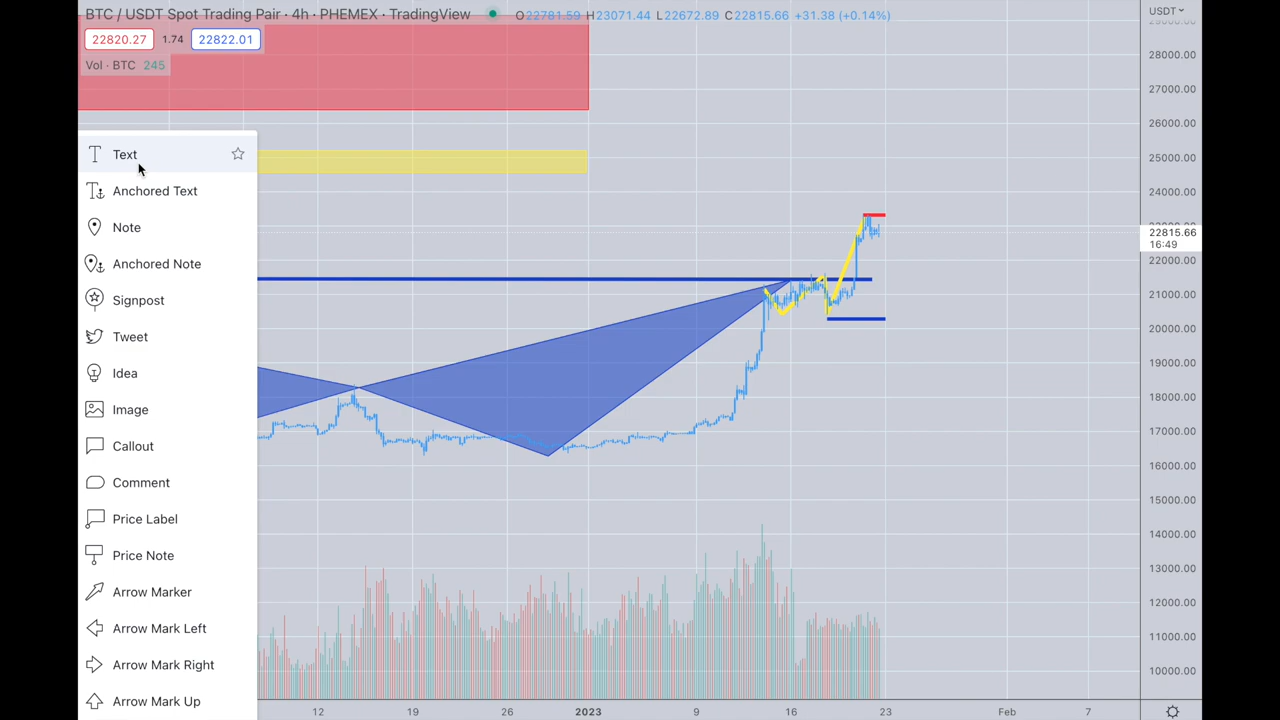 BTC / USDT Spot Trading Pair · 4h · PHEMEX · TradingView O22781.59 H23071.44 L22672.89 C22815.66 +31.38 (+0.14%) USDT
22820.27 1.74 22822.01
Vol · BTC 245
28000.00
27000.00
26000.00
25000.00
24000.00
22815.66
16:49
22000.00
21000.00
20000.00
19000.00
18000.00
17000.00
16000.00
15000.00
14000.00
13000.00
12000.00
11000.00
10000.00
Text
Anchored Text
Note
Anchored Note
Signpost
Tweet
Idea
Image
Callout
Comment
Price Label
Price Note
Arrow Marker
Arrow Mark Left
Arrow Mark Right
Arrow Mark Up
12 19 26 2023 9 16 23 Feb 7